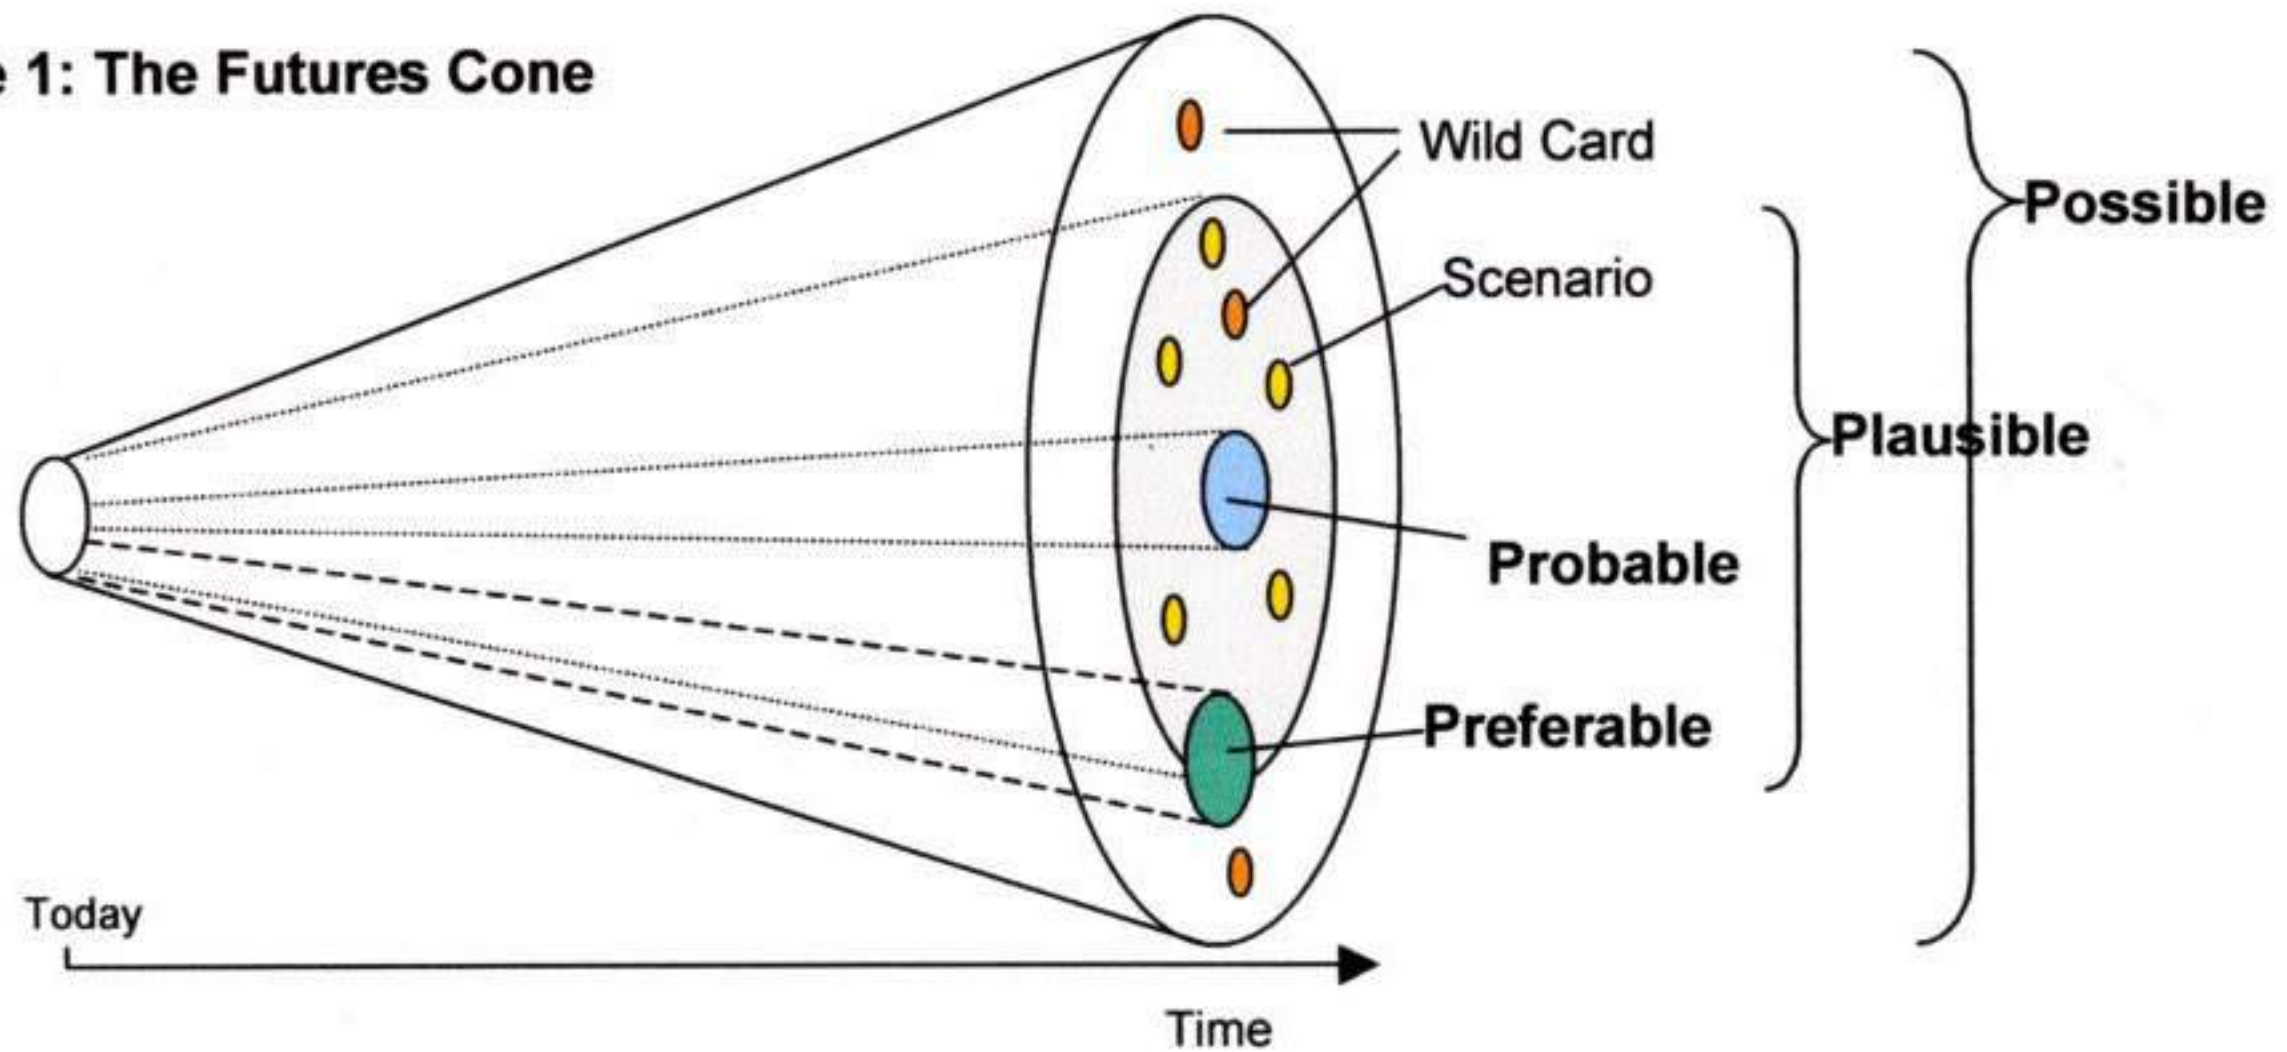 e 1: The Futures Cone
Wild Card
Possible
Scenario
Plausible
Probable
Preferable
Today
Time